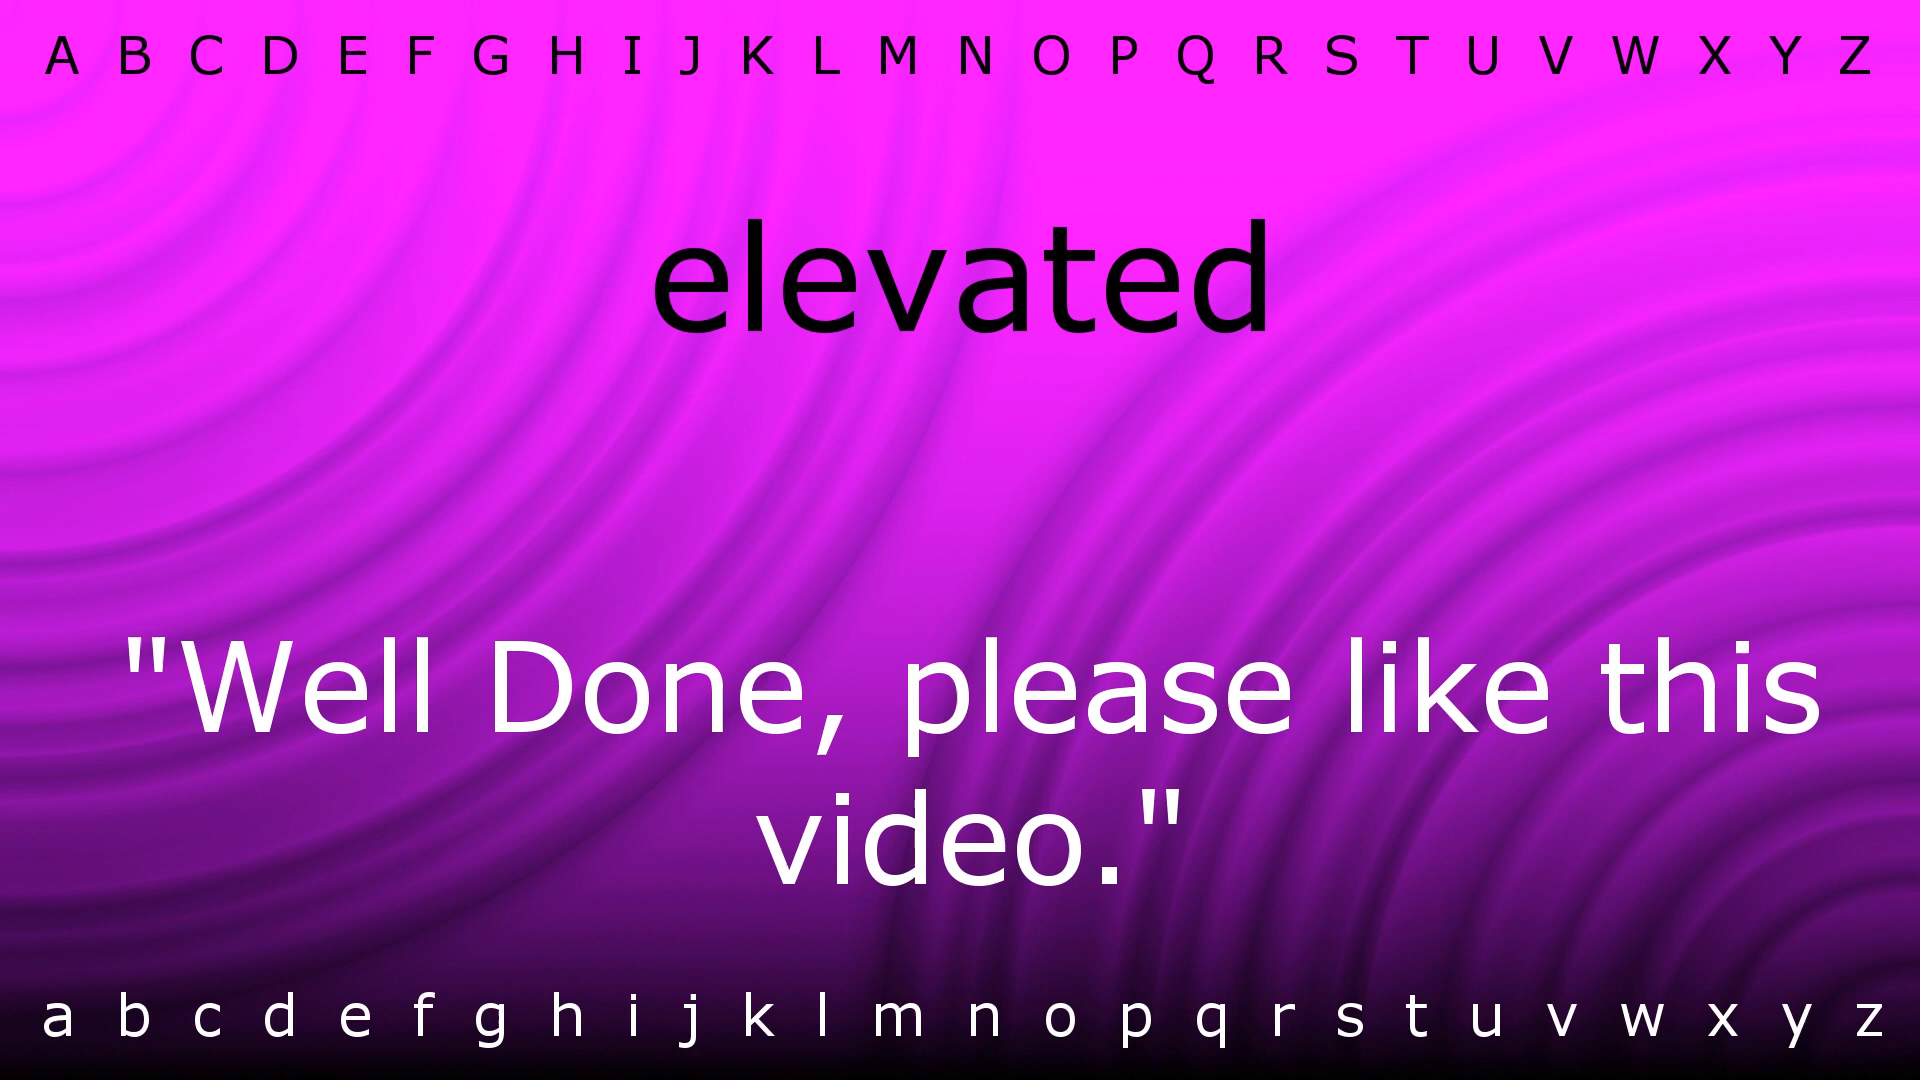 A B C D E F G H I J K L M N O P Q R S T U V W X Y Z
elevated
"Well Done, please like this
video."
a b c d e f g h i j k l m n o p q r s t u v w x y z